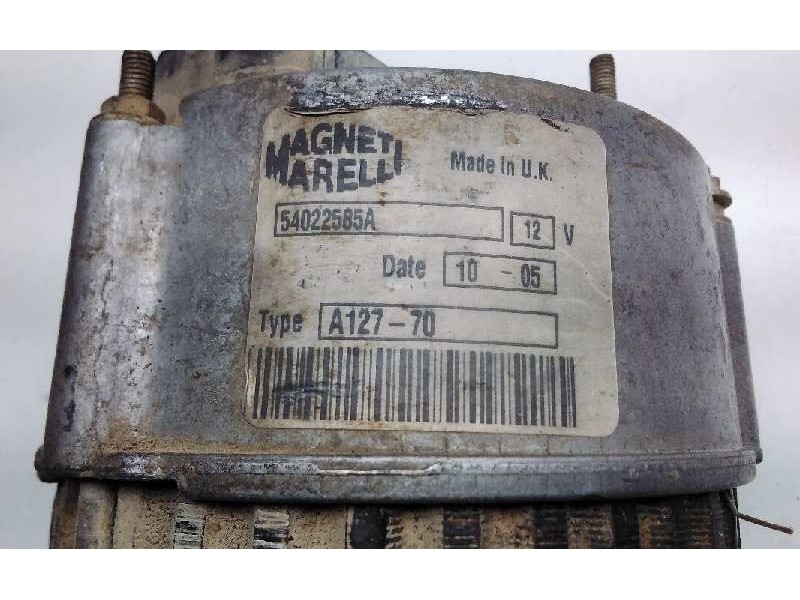 MAGNETI
MARELLI
Made in U.K.
54022585A
12 V
Date 10 - 05
Type A127-70